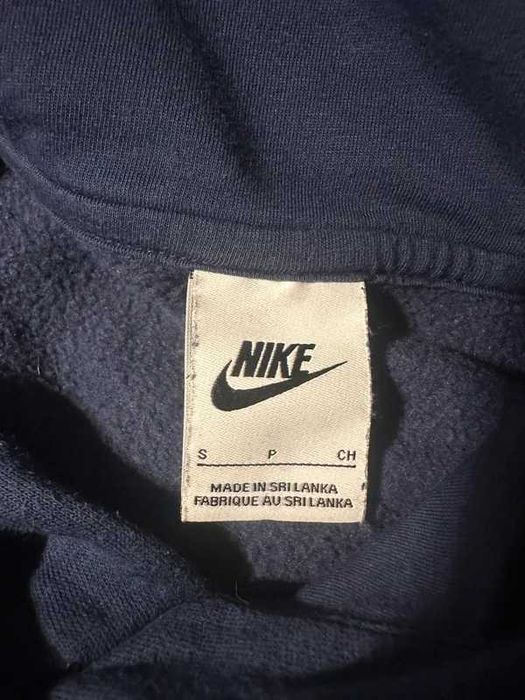 NIKE
S P CH
MADE IN SRI LANKA
FABRIQUE AU SRI LANKA